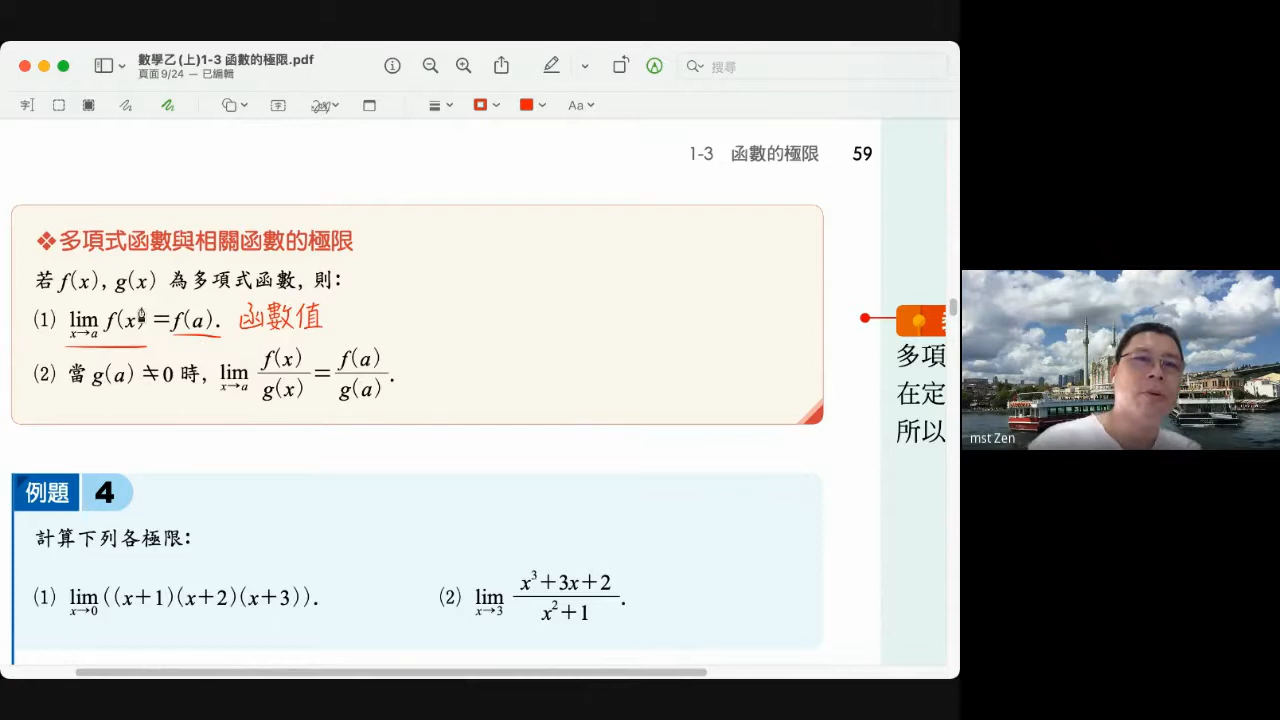 數學乙(上)1-3 函數的極限.pdf
頁面 9/24 — 已編輯
搜尋
Aa
1-3 函數的極限 59
❖多項式函數與相關函數的極限
若 f(x), g(x) 為多項式函數, 則:
(1) lim x→a f(x)=f(a). 函數值
(2) 當 g(a)≒0 時, lim x→a f(x)/g(x) = f(a)/g(a).
多項
在定
所以
例題 4
計算下列各極限:
(1) lim x→0 ((x+1)(x+2)(x+3)).
(2) lim x→3 (x³+3x+2)/(x²+1).
mst Zen